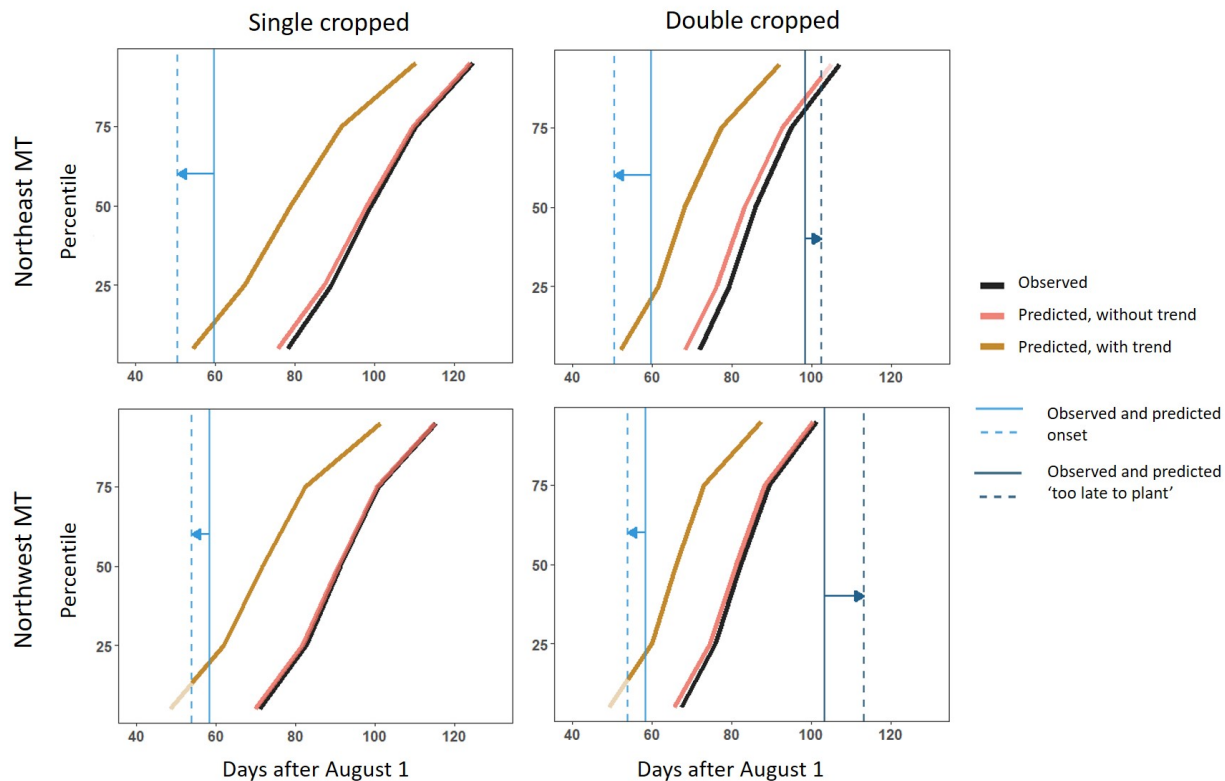 Single cropped
Double cropped
Northeast MT
Percentile
75
50
25
40 60 80 100 120
75
50
25
40 60 80 100 120
Observed
Predicted, without trend
Predicted, with trend
Observed and predicted
onset
Observed and predicted
‘too late to plant’
Northwest MT
Percentile
75
50
25
40 60 80 100 120
Days after August 1
75
50
25
40 60 80 100 120
Days after August 1